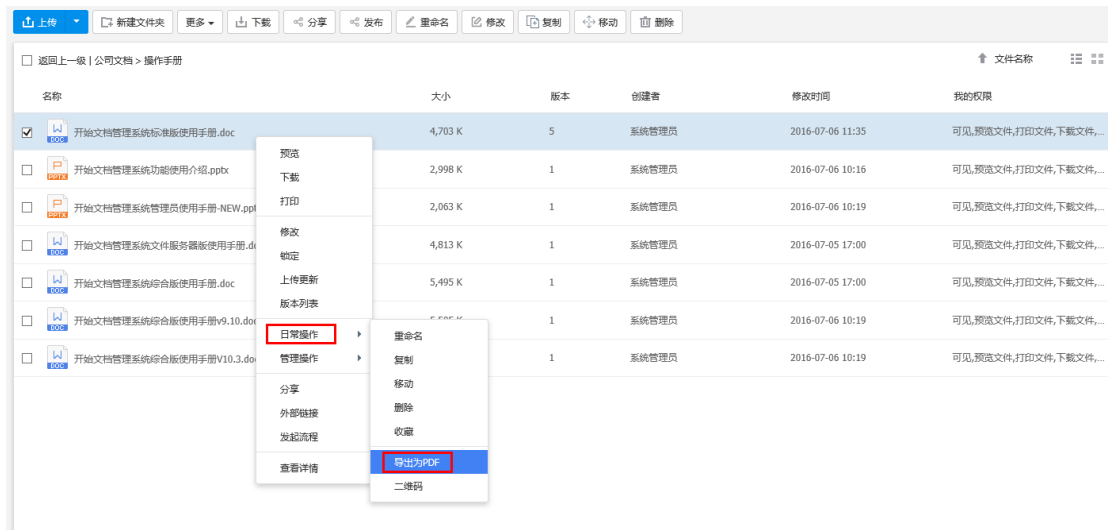 上传 新建文件夹 更多 下载 分享 发布 重命名 修改 复制 移动 删除
返回上一级 | 公司文档 > 操作手册 文件名称
名称 大小 版本 创建者 修改时间 我的权限
DOC 开始文档管理系统标准版使用手册.doc 4,703 K 5 系统管理员 2016-07-06 11:35 可见,预览文件,打印文件,下载文件,...
PPTX 开始文档管理系统功能使用介绍.pptx 2,998 K 1 系统管理员 2016-07-06 10:16 可见,预览文件,打印文件,下载文件,...
PPTX 开始文档管理系统管理员使用手册-NEW.ppt 2,063 K 1 系统管理员 2016-07-06 10:19 可见,预览文件,打印文件,下载文件,...
DOC 开始文档管理系统文件服务器版使用手册.d 4,813 K 1 系统管理员 2016-07-05 17:00 可见,预览文件,打印文件,下载文件,...
DOC 开始文档管理系统综合版使用手册.doc 5,495 K 1 系统管理员 2016-07-05 17:00 可见,预览文件,打印文件,下载文件,...
DOC 开始文档管理系统综合版使用手册v9.10.doc 1 系统管理员 2016-07-06 10:19 可见,预览文件,打印文件,下载文件,...
DOC 开始文档管理系统综合版使用手册V10.3.do 1 系统管理员 2016-07-06 10:19 可见,预览文件,打印文件,下载文件,...
预览
下载
打印
修改
锁定
上传更新
版本列表
日常操作
管理操作
分享
外部链接
发起流程
查看详情
重命名
复制
移动
删除
收藏
导出为PDF
二维码